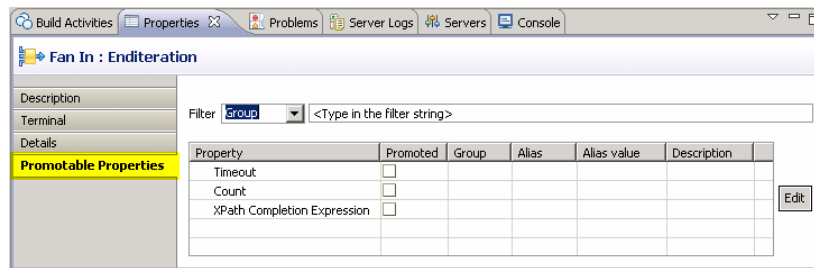 Build Activities Properties Problems Server Logs Servers Console
Fan In : Enditeration
Description
Terminal
Details
Promotable Properties
Filter Group <Type in the filter string>
Property Promoted Group Alias Alias value Description
Timeout
Count
XPath Completion Expression
Edit